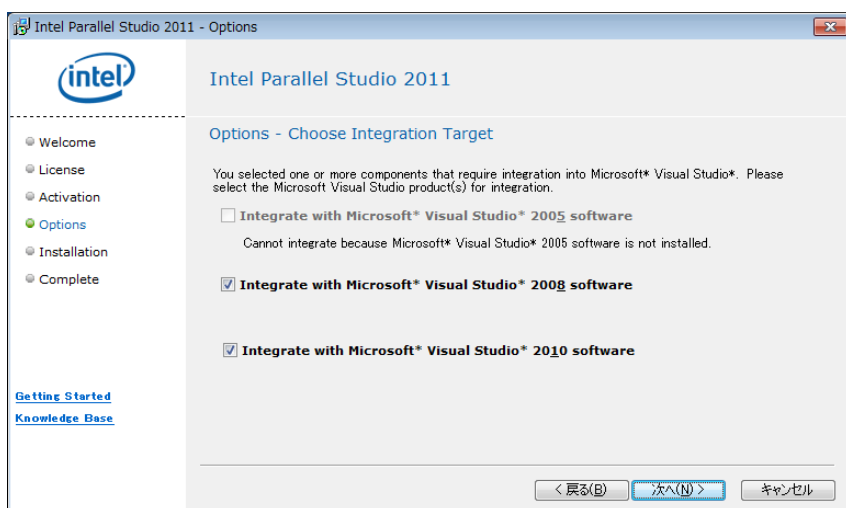 Intel Parallel Studio 2011 - Options
intel
Intel Parallel Studio 2011
Welcome
License
Activation
Options
Installation
Complete
Getting Started
Knowledge Base
Options - Choose Integration Target
You selected one or more components that require integration into Microsoft* Visual Studio*. Please
select the Microsoft Visual Studio product(s) for integration.
Integrate with Microsoft* Visual Studio* 2005 software
Cannot integrate because Microsoft* Visual Studio* 2005 software is not installed.
Integrate with Microsoft* Visual Studio* 2008 software
Integrate with Microsoft* Visual Studio* 2010 software
< 戻る(B)
次へ(N) >
キャンセル